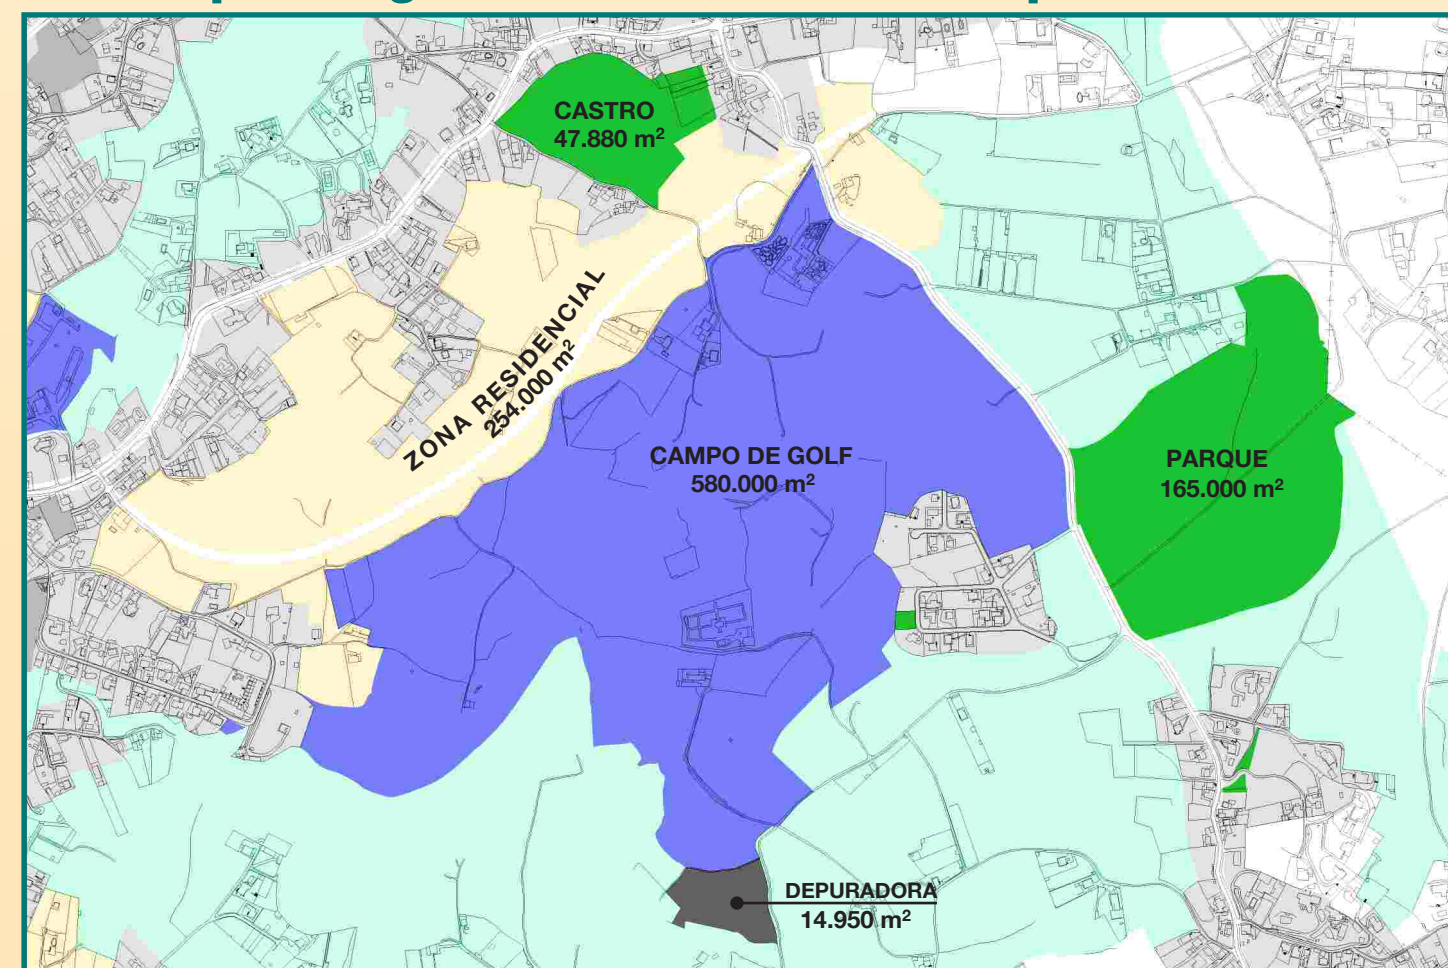 CASTRO
47.880 m²
ZONA RESIDENCIAL
254.000 m²
CAMPO DE GOLF
580.000 m²
PARQUE
165.000 m²
DEPURADORA
14.950 m²